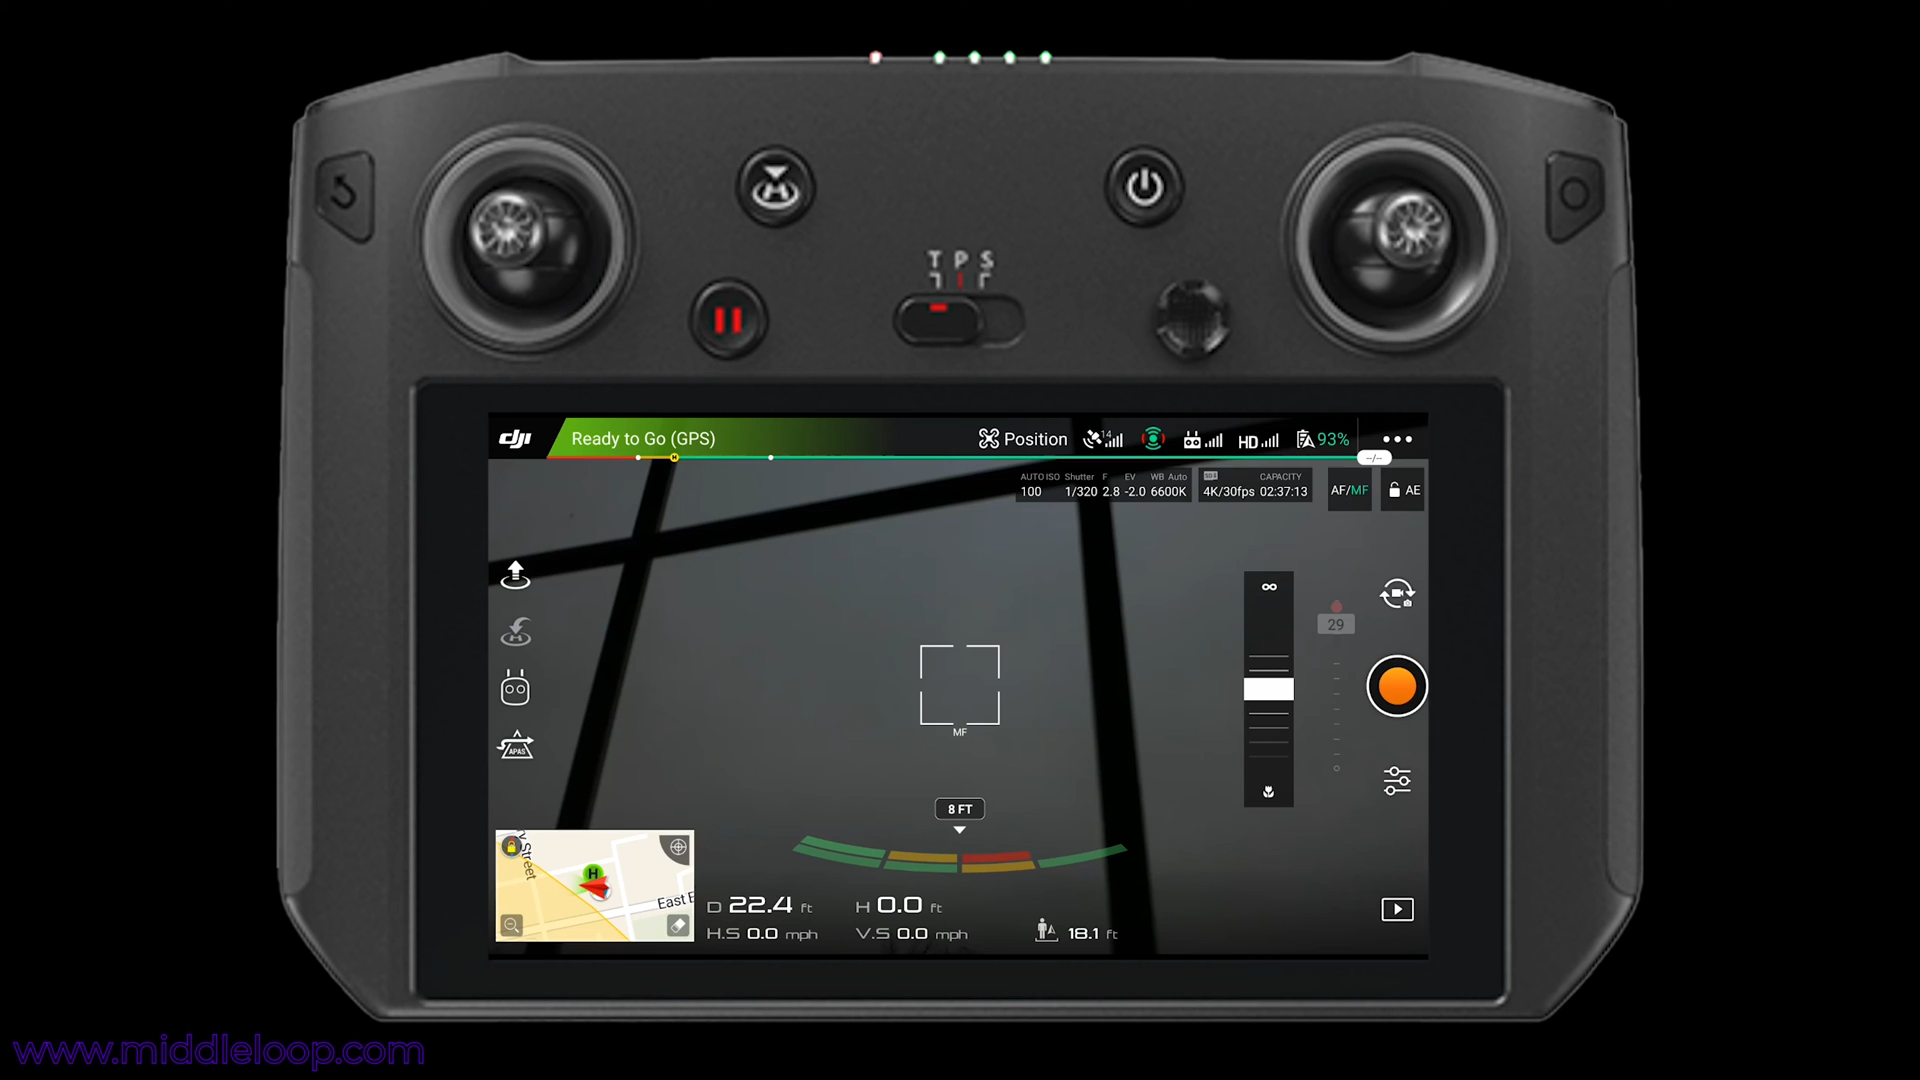 T P S
dji Ready to Go (GPS) Position 14 HD 93%
--/--
AUTO ISO Shutter F EV WB Auto CAPACITY
100 1/320 2.8 -2.0 6600K 4K/30fps 02:37:13 AF/MF AE
∞
29
MF
APAS
8 FT
H
Street
East E
D 22.4 ft H 0.0 ft
H.S 0.0 mph V.S 0.0 mph 18.1 ft
www.middleloop.com